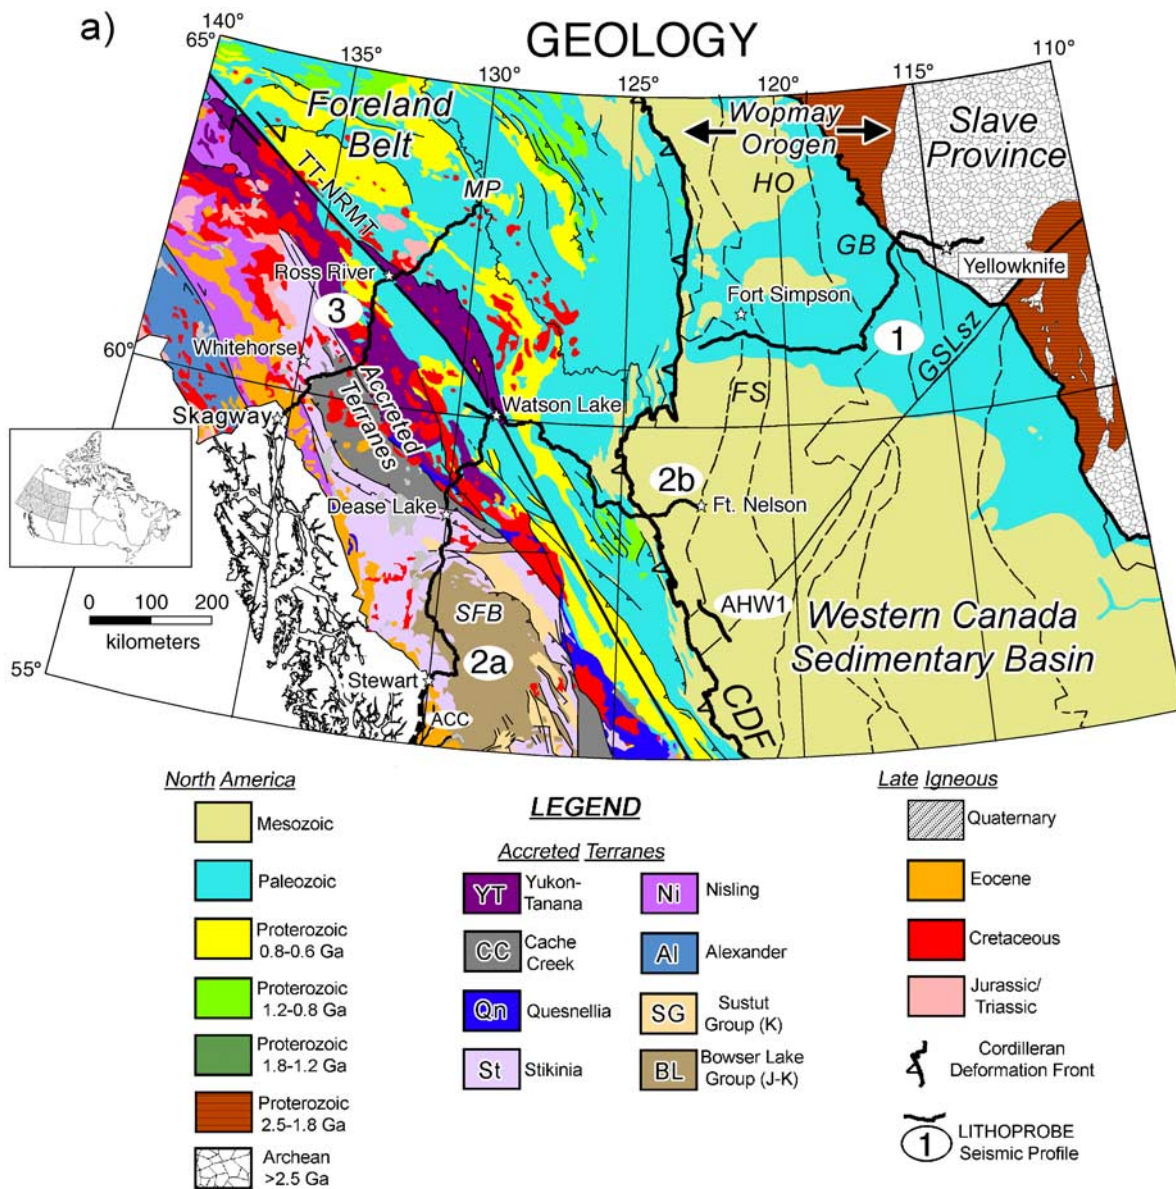 a)
GEOLOGY
140°
65°
135°
130°
125°
120°
115°
110°
Foreland
Belt
Wopmay
Orogen
Slave
Province
TT-NRMT
MP
HO
GB
Yellowknife
Ross River
Fort Simpson
3
1
GSLsz
60°
Whitehorse
Accreted
Terranes
FS
Skagway
Watson Lake
2b
Dease Lake
Ft. Nelson
0 100 200
kilometers
SFB
AHW1
Western Canada
Sedimentary Basin
2a
55°
Stewart
ACC
CDF
North America
Mesozoic
Paleozoic
Proterozoic
0.8-0.6 Ga
Proterozoic
1.2-0.8 Ga
Proterozoic
1.8-1.2 Ga
Proterozoic
2.5-1.8 Ga
Archean
>2.5 Ga
LEGEND
Accreted Terranes
YT Yukon-
Tanana
CC Cache
Creek
Qn Quesnellia
St Stikinia
Ni Nisling
Al Alexander
SG Sustut
Group (K)
BL Bowser Lake
Group (J-K)
Late Igneous
Quaternary
Eocene
Cretaceous
Jurassic/
Triassic
Cordilleran
Deformation Front
1 LITHOPROBE
Seismic Profile